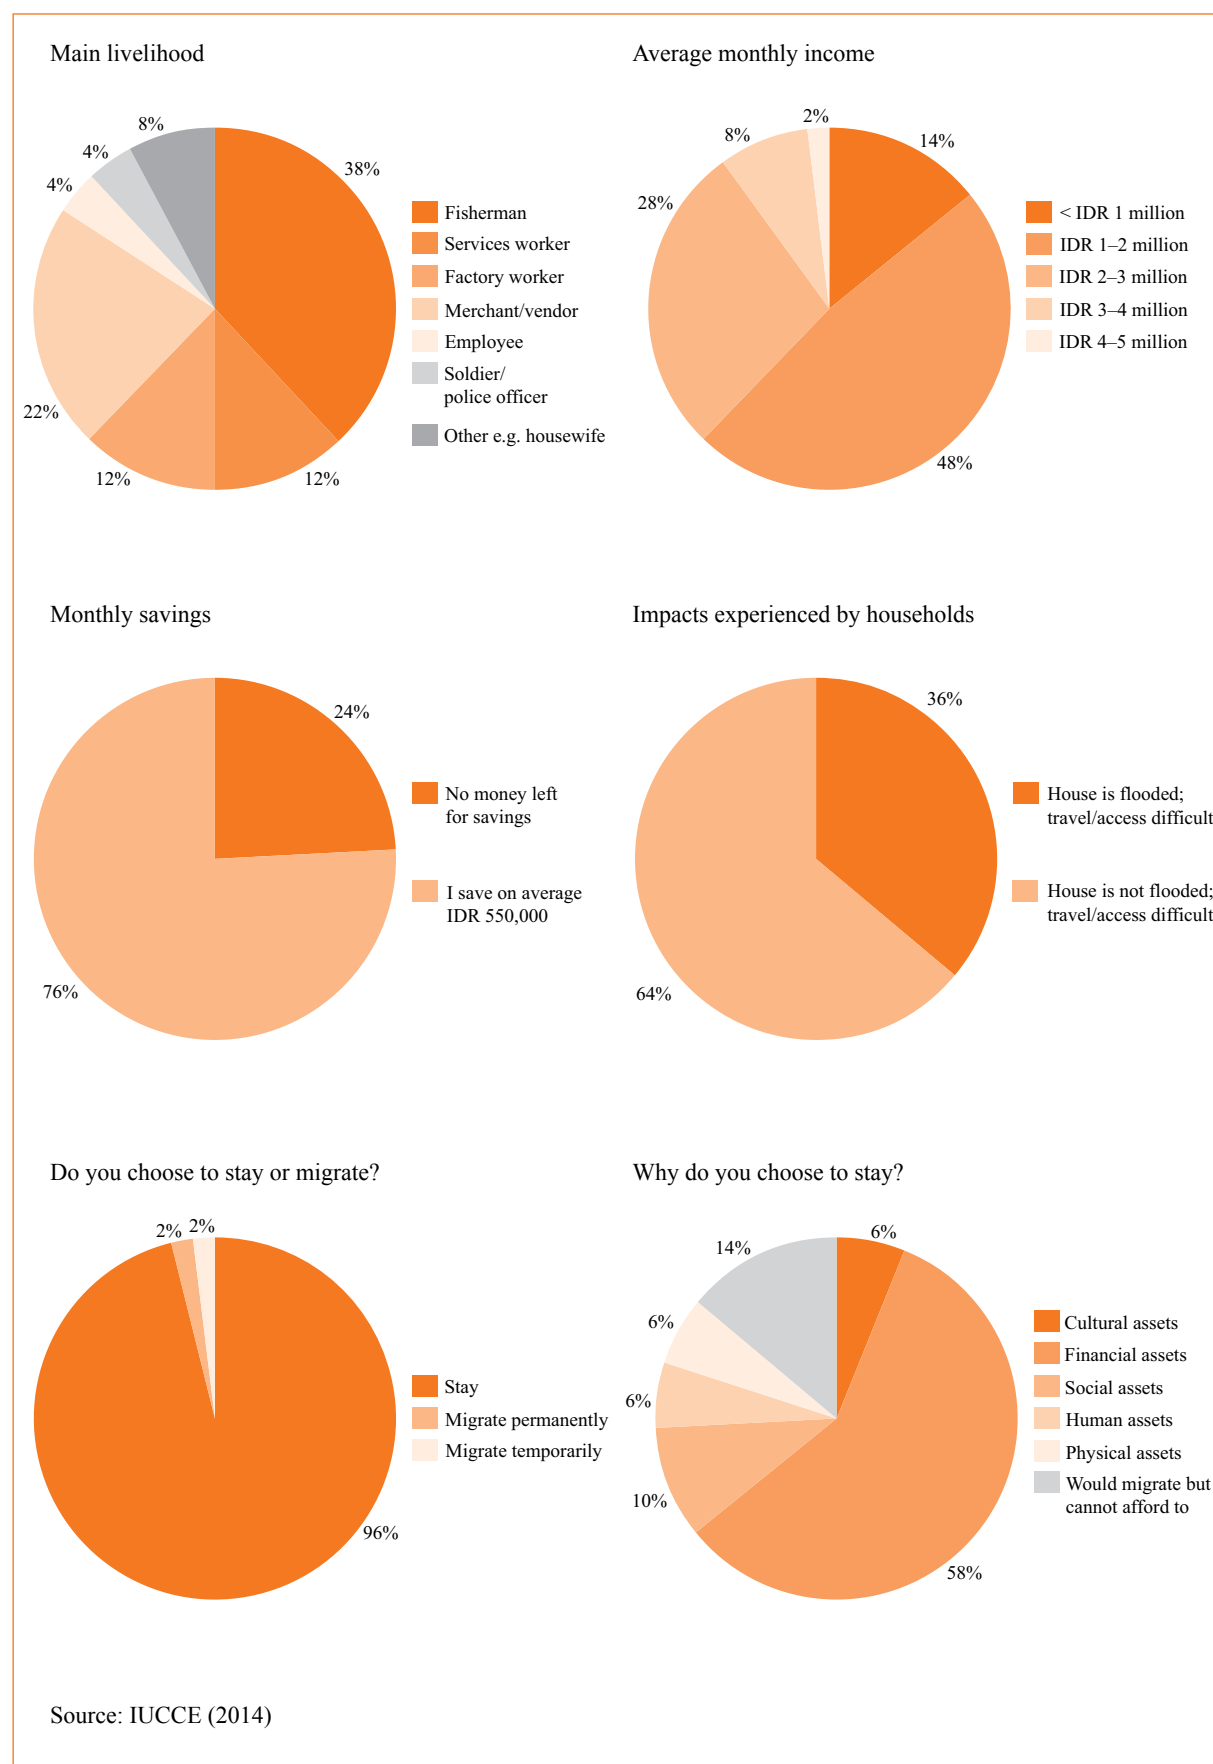 Main livelihood
8%
4%
4%
38%
22%
12%
12%
Fisherman
Services worker
Factory worker
Merchant/vendor
Employee
Soldier/
police officer
Other e.g. housewife
Average monthly income
2%
8%
14%
28%
48%
< IDR 1 million
IDR 1–2 million
IDR 2–3 million
IDR 3–4 million
IDR 4–5 million
Monthly savings
24%
76%
No money left
for savings
I save on average
IDR 550,000
Impacts experienced by households
36%
64%
House is flooded;
travel/access difficult
House is not flooded;
travel/access difficult
Do you choose to stay or migrate?
2%
2%
96%
Stay
Migrate permanently
Migrate temporarily
Why do you choose to stay?
6%
14%
6%
6%
10%
58%
Cultural assets
Financial assets
Social assets
Human assets
Physical assets
Would migrate but
cannot afford to
Source: IUCCE (2014)